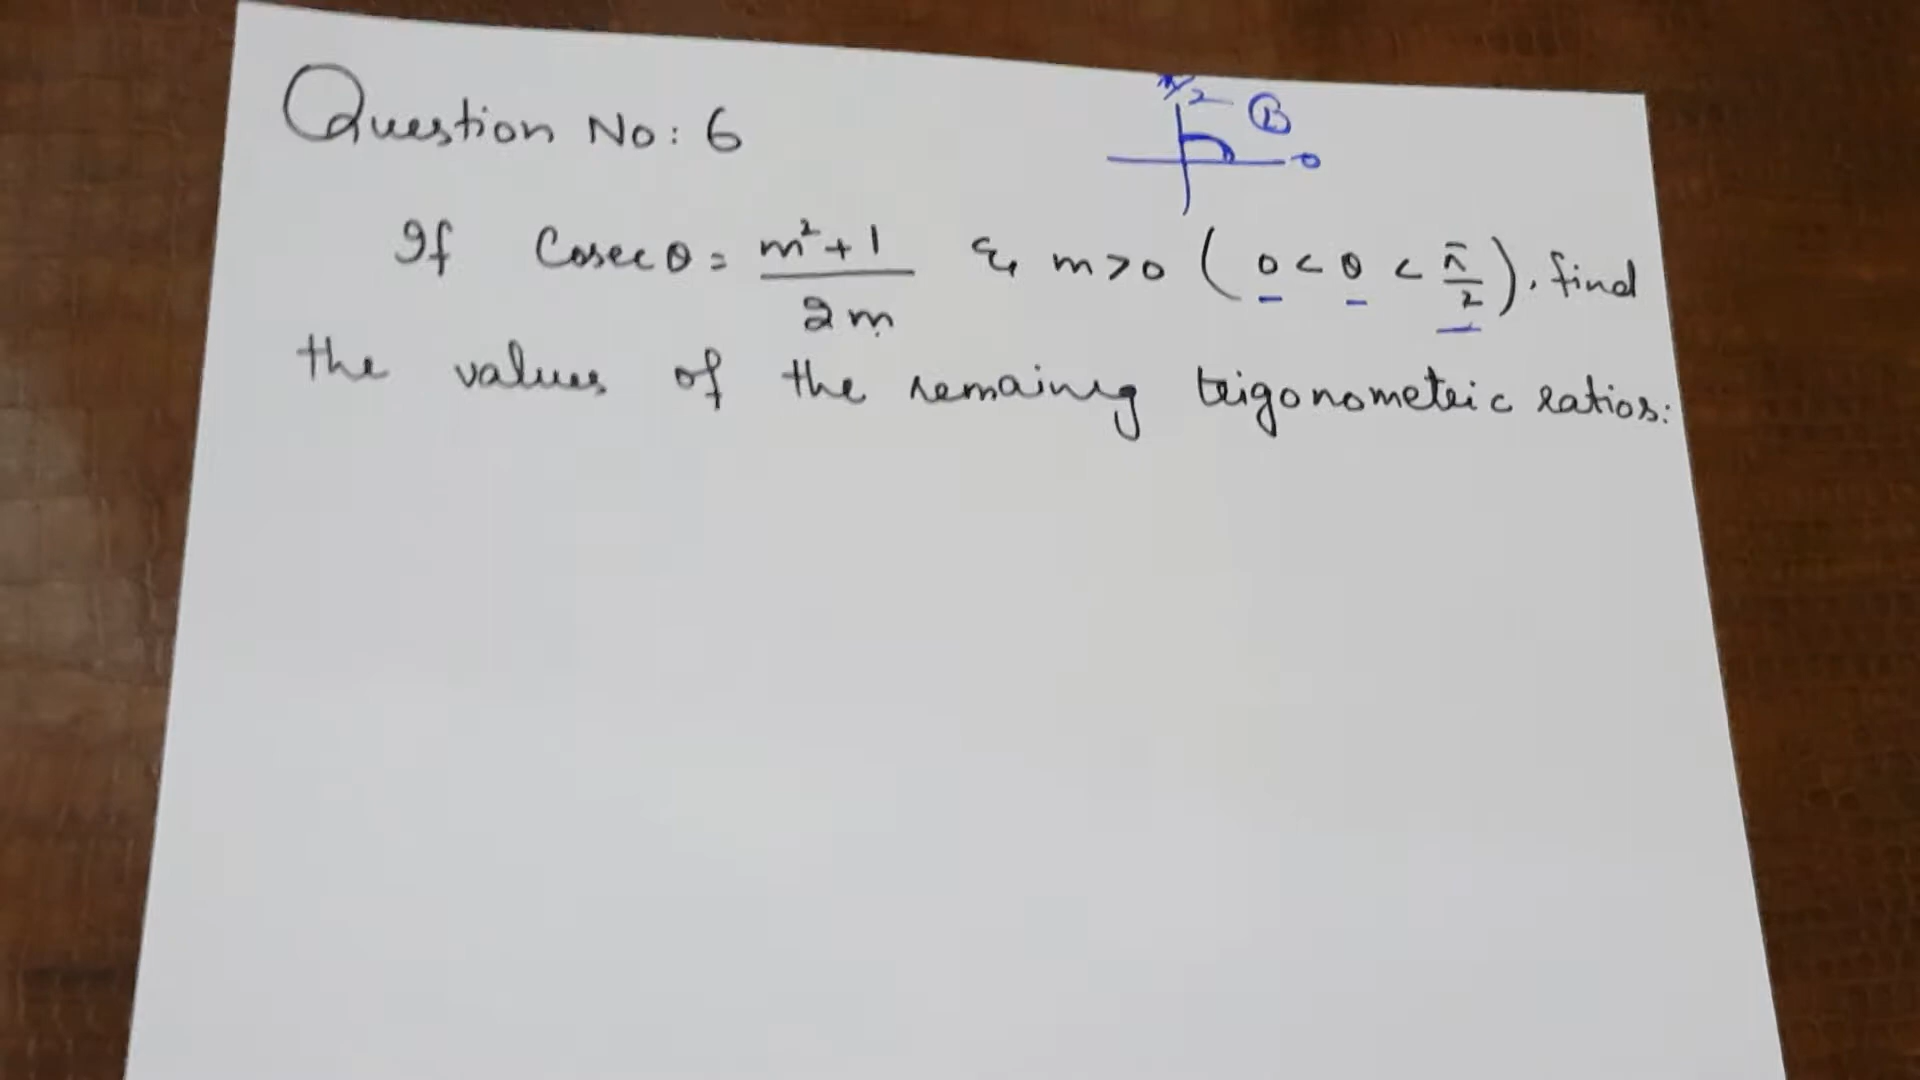 Question No: 6
π/2
0
If Cosec θ = m²+1 / 2m & m>0 (0 < θ < π/2), find
the values of the remainig trigonometric ratios: